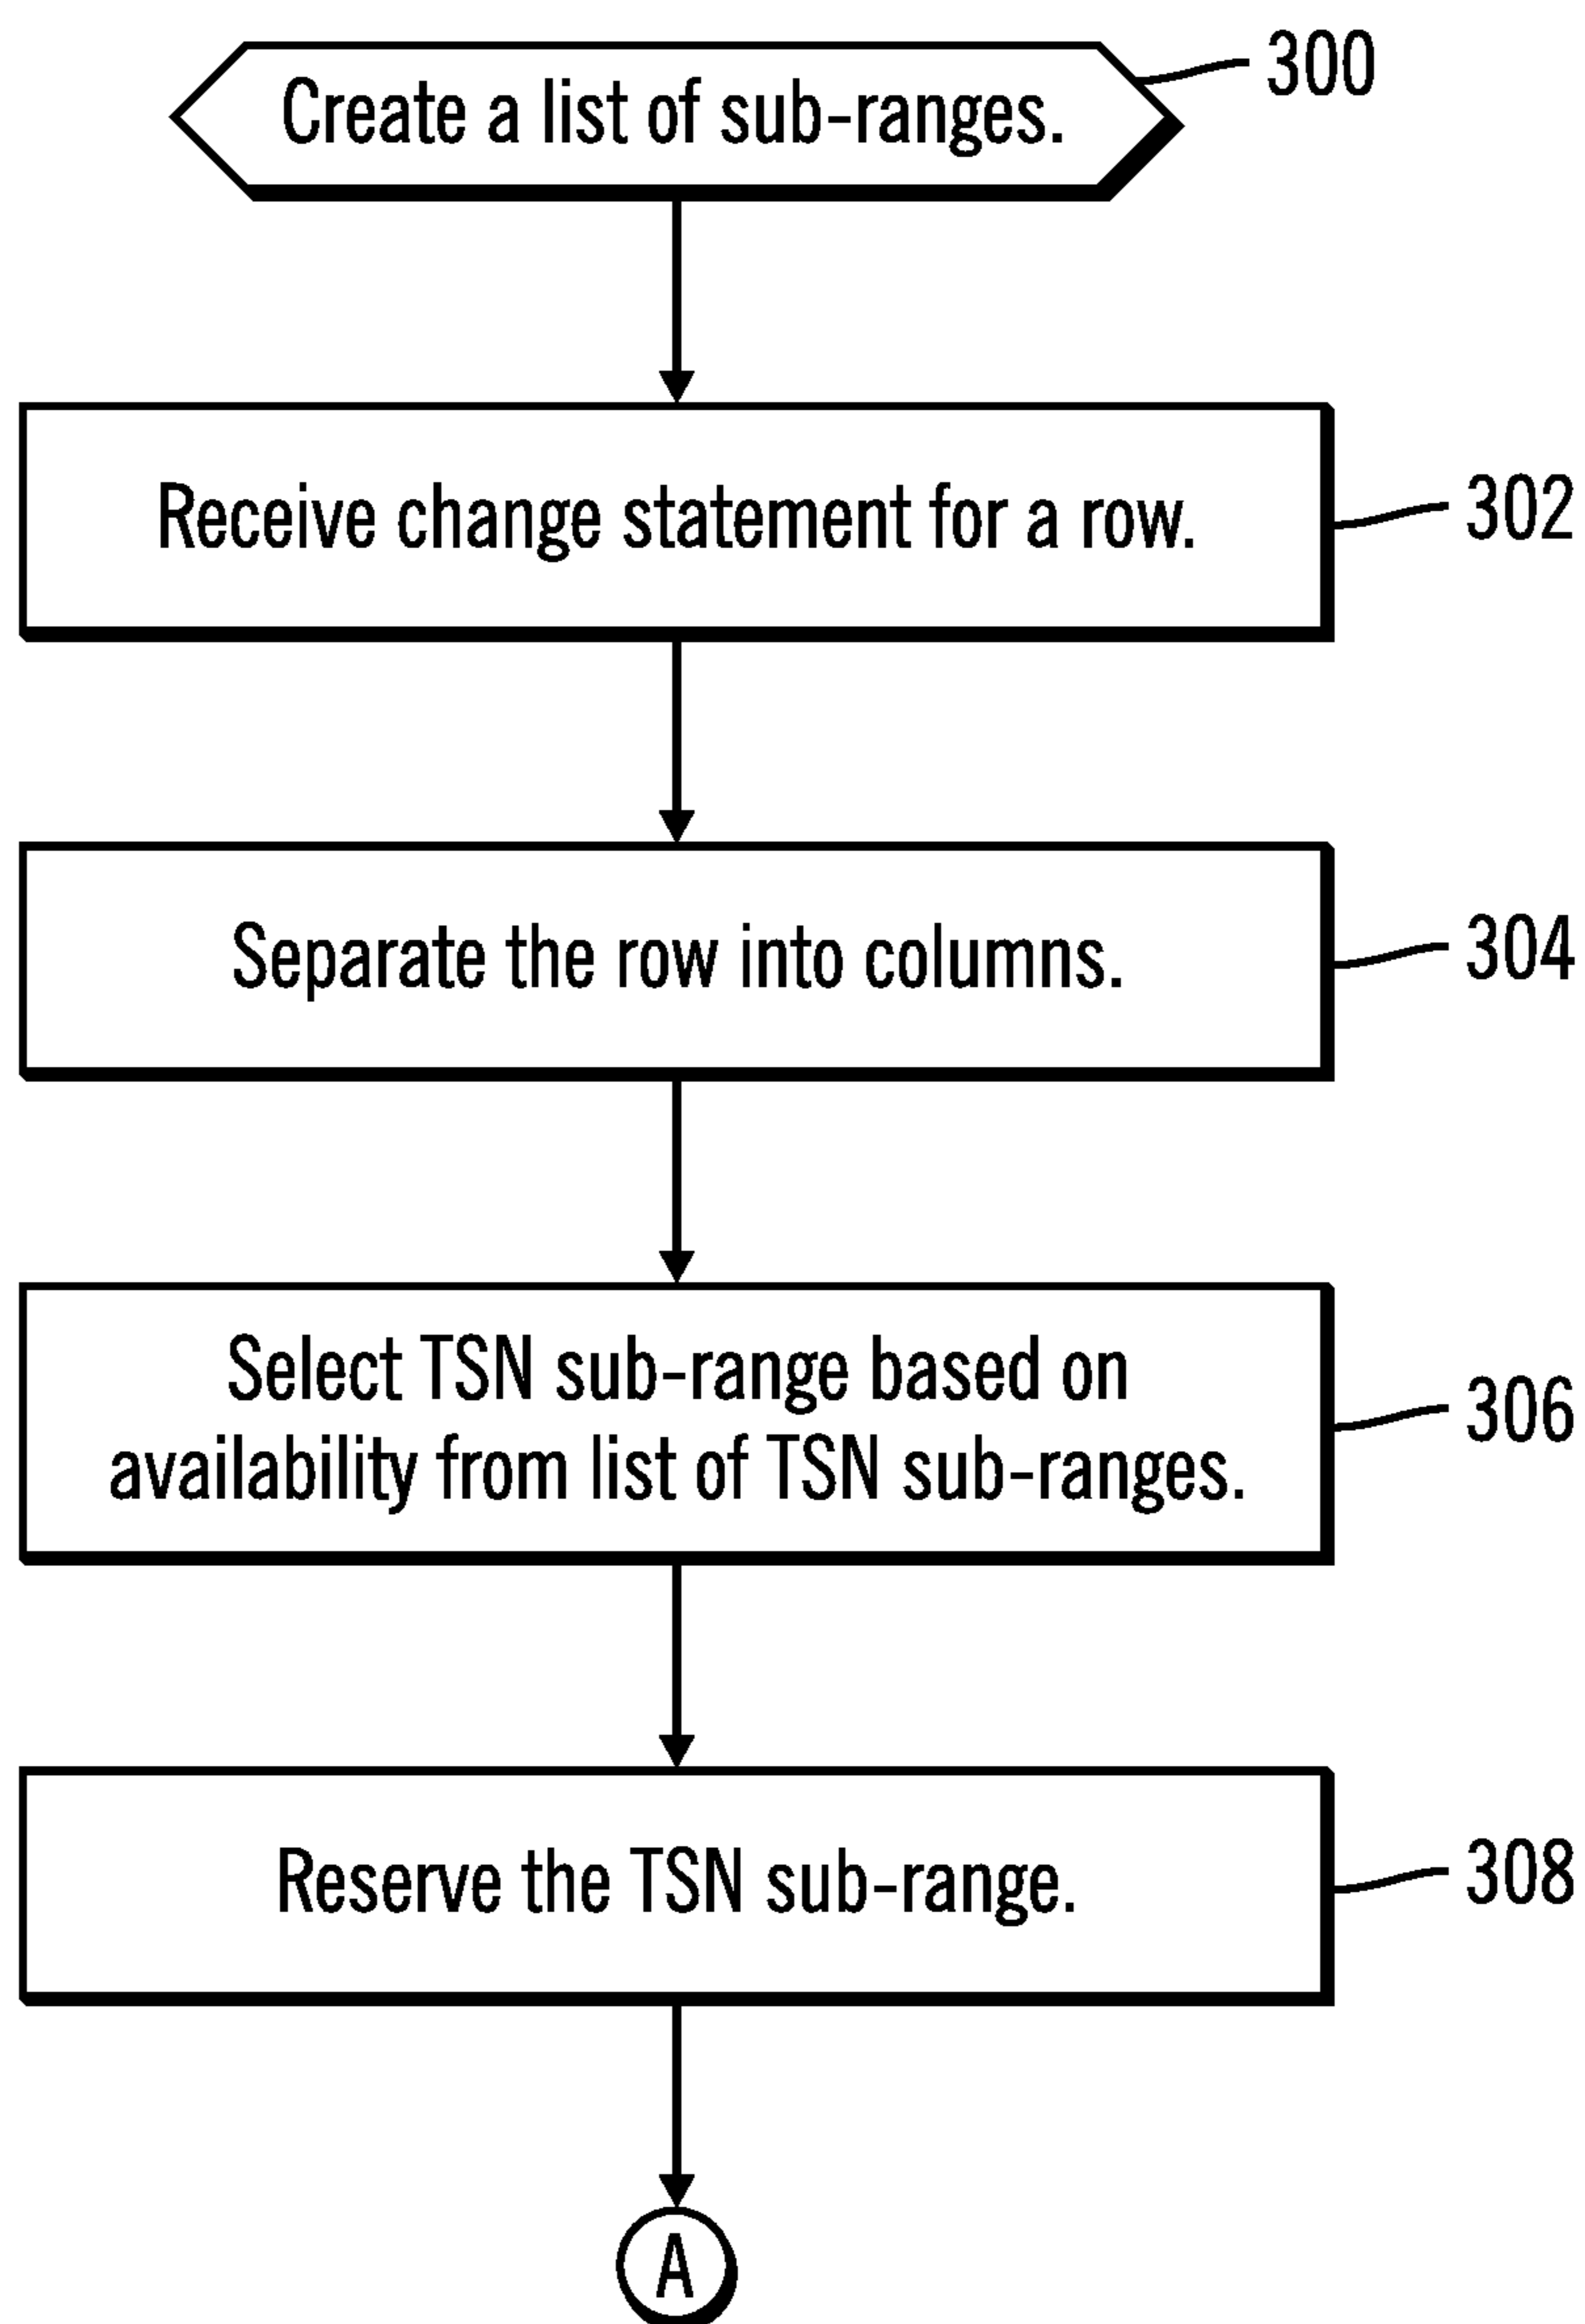 Create a list of sub-ranges.
300
Receive change statement for a row.
302
Separate the row into columns.
304
Select TSN sub-range based on
availability from list of TSN sub-ranges.
306
Reserve the TSN sub-range.
308
A